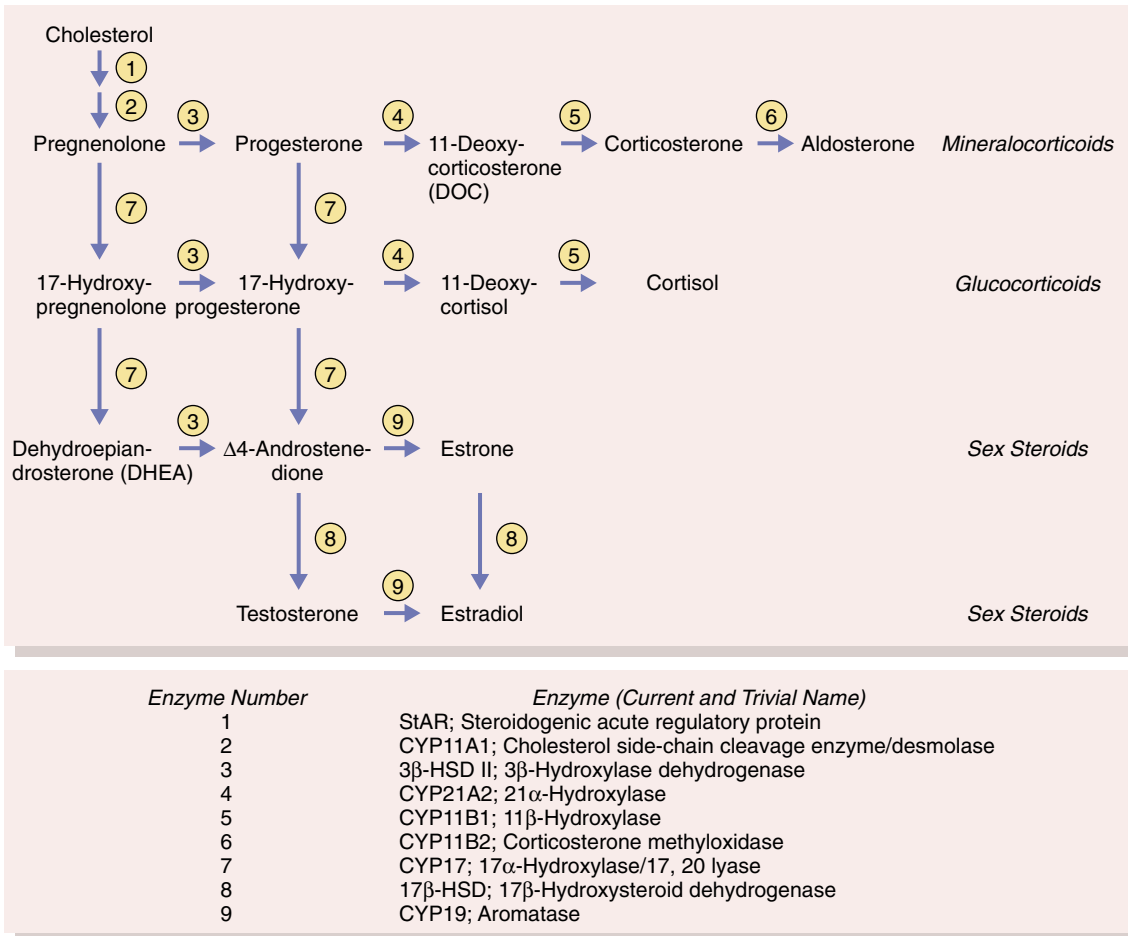 Cholesterol
1
2
3
4
5
6
Pregnenolone
Progesterone
11-Deoxy-
corticosterone
(DOC)
Corticosterone
Aldosterone
Mineralocorticoids
7
7
3
4
5
17-Hydroxy-
pregnenolone
17-Hydroxy-
progesterone
11-Deoxy-
cortisol
Cortisol
Glucocorticoids
7
7
3
9
Dehydroepian-
drosterone (DHEA)
Δ4-Androstene-
dione
Estrone
Sex Steroids
8
8
9
Testosterone
Estradiol
Sex Steroids
Enzyme Number Enzyme (Current and Trivial Name)
1 StAR; Steroidogenic acute regulatory protein
2 CYP11A1; Cholesterol side-chain cleavage enzyme/desmolase
3 3β-HSD II; 3β-Hydroxylase dehydrogenase
4 CYP21A2; 21α-Hydroxylase
5 CYP11B1; 11β-Hydroxylase
6 CYP11B2; Corticosterone methyloxidase
7 CYP17; 17α-Hydroxylase/17, 20 lyase
8 17β-HSD; 17β-Hydroxysteroid dehydrogenase
9 CYP19; Aromatase